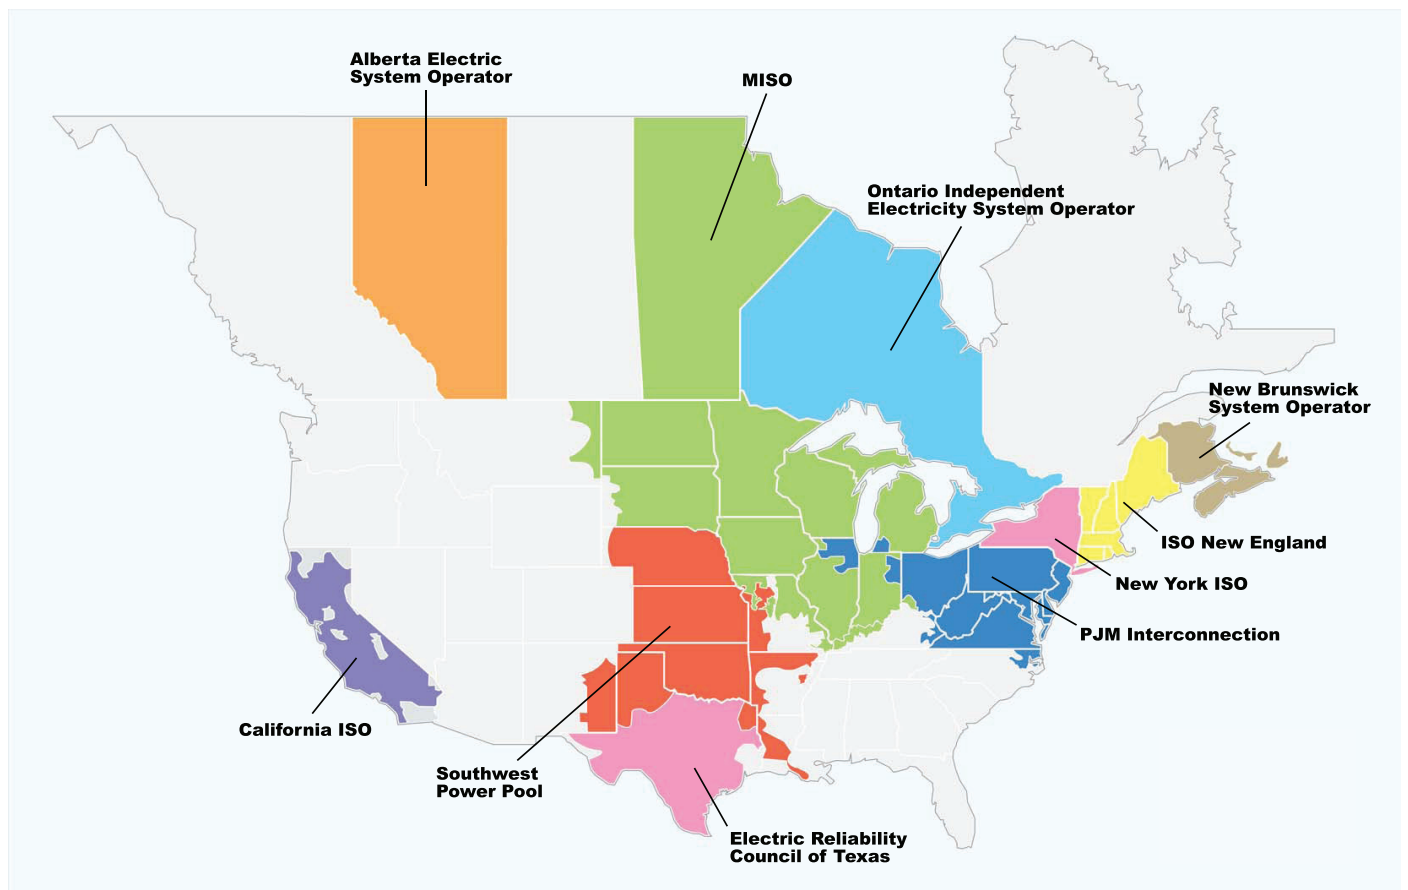 Alberta Electric
System Operator
MISO
Ontario Independent
Electricity System Operator
New Brunswick
System Operator
ISO New England
New York ISO
PJM Interconnection
California ISO
Southwest
Power Pool
Electric Reliability
Council of Texas